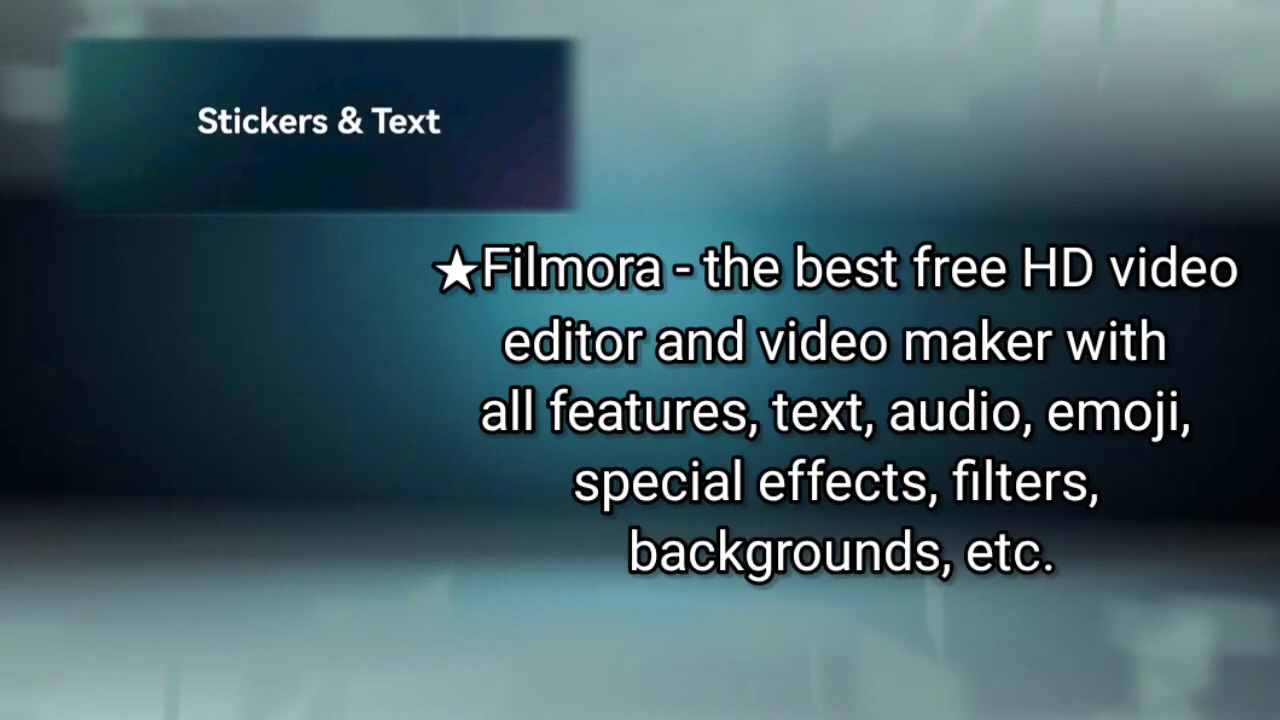 Stickers & Text
★Filmora - the best free HD video
editor and video maker with
all features, text, audio, emoji,
special effects, filters,
backgrounds, etc.